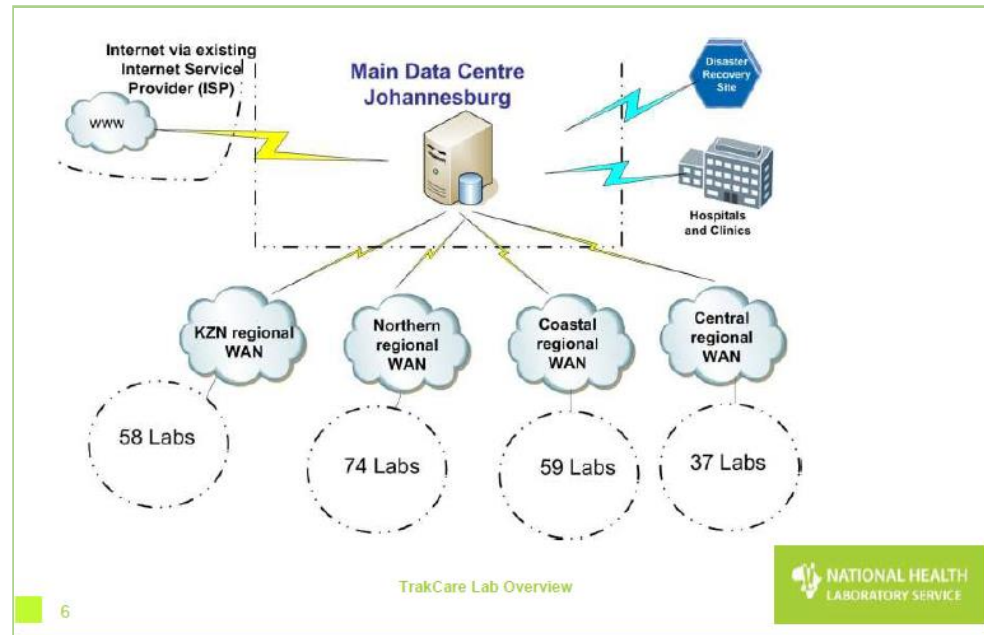 Internet via existing
Internet Service
Provider (ISP)
www
Main Data Centre
Johannesburg
Disaster
Recovery
Site
Hospitals
and Clinics
KZN regional
WAN
Northern
regional
WAN
Coastal
regional
WAN
Central
regional
WAN
58 Labs
74 Labs
59 Labs
37 Labs
TrakCare Lab Overview
6
NATIONAL HEALTH
LABORATORY SERVICE